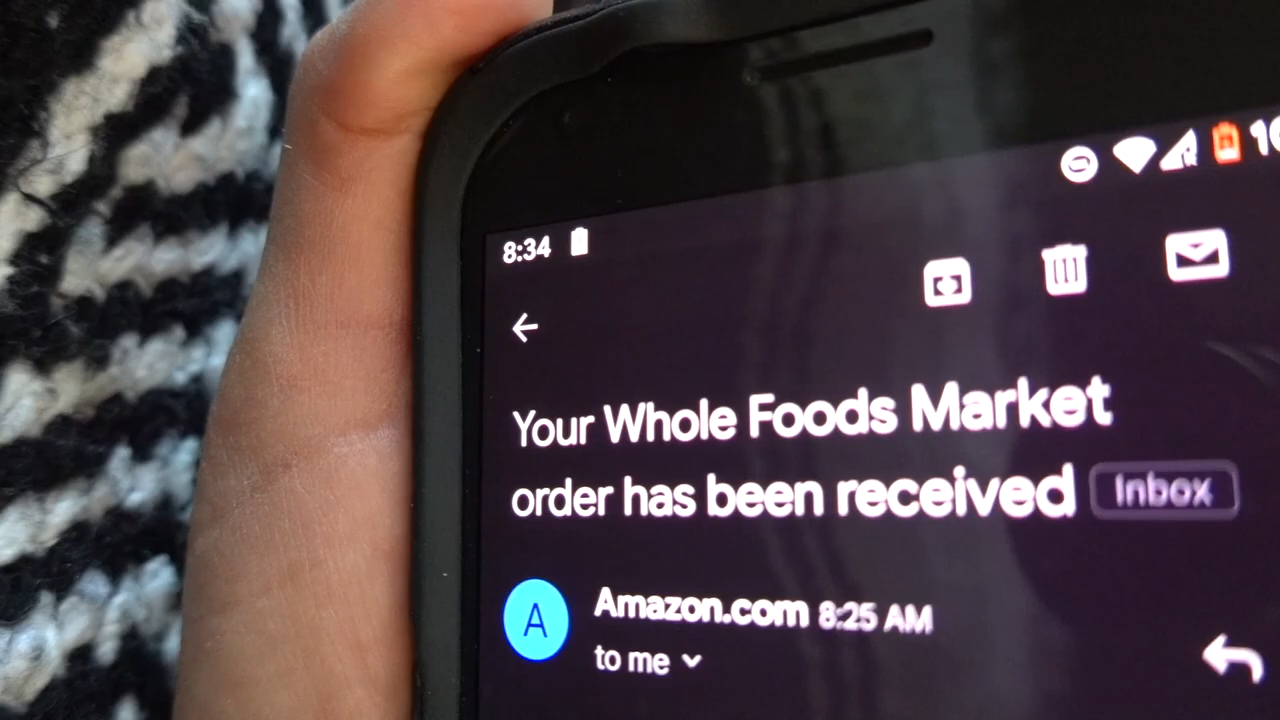 8:34
Your Whole Foods Market
order has been received Inbox
A Amazon.com 8:25 AM
to me